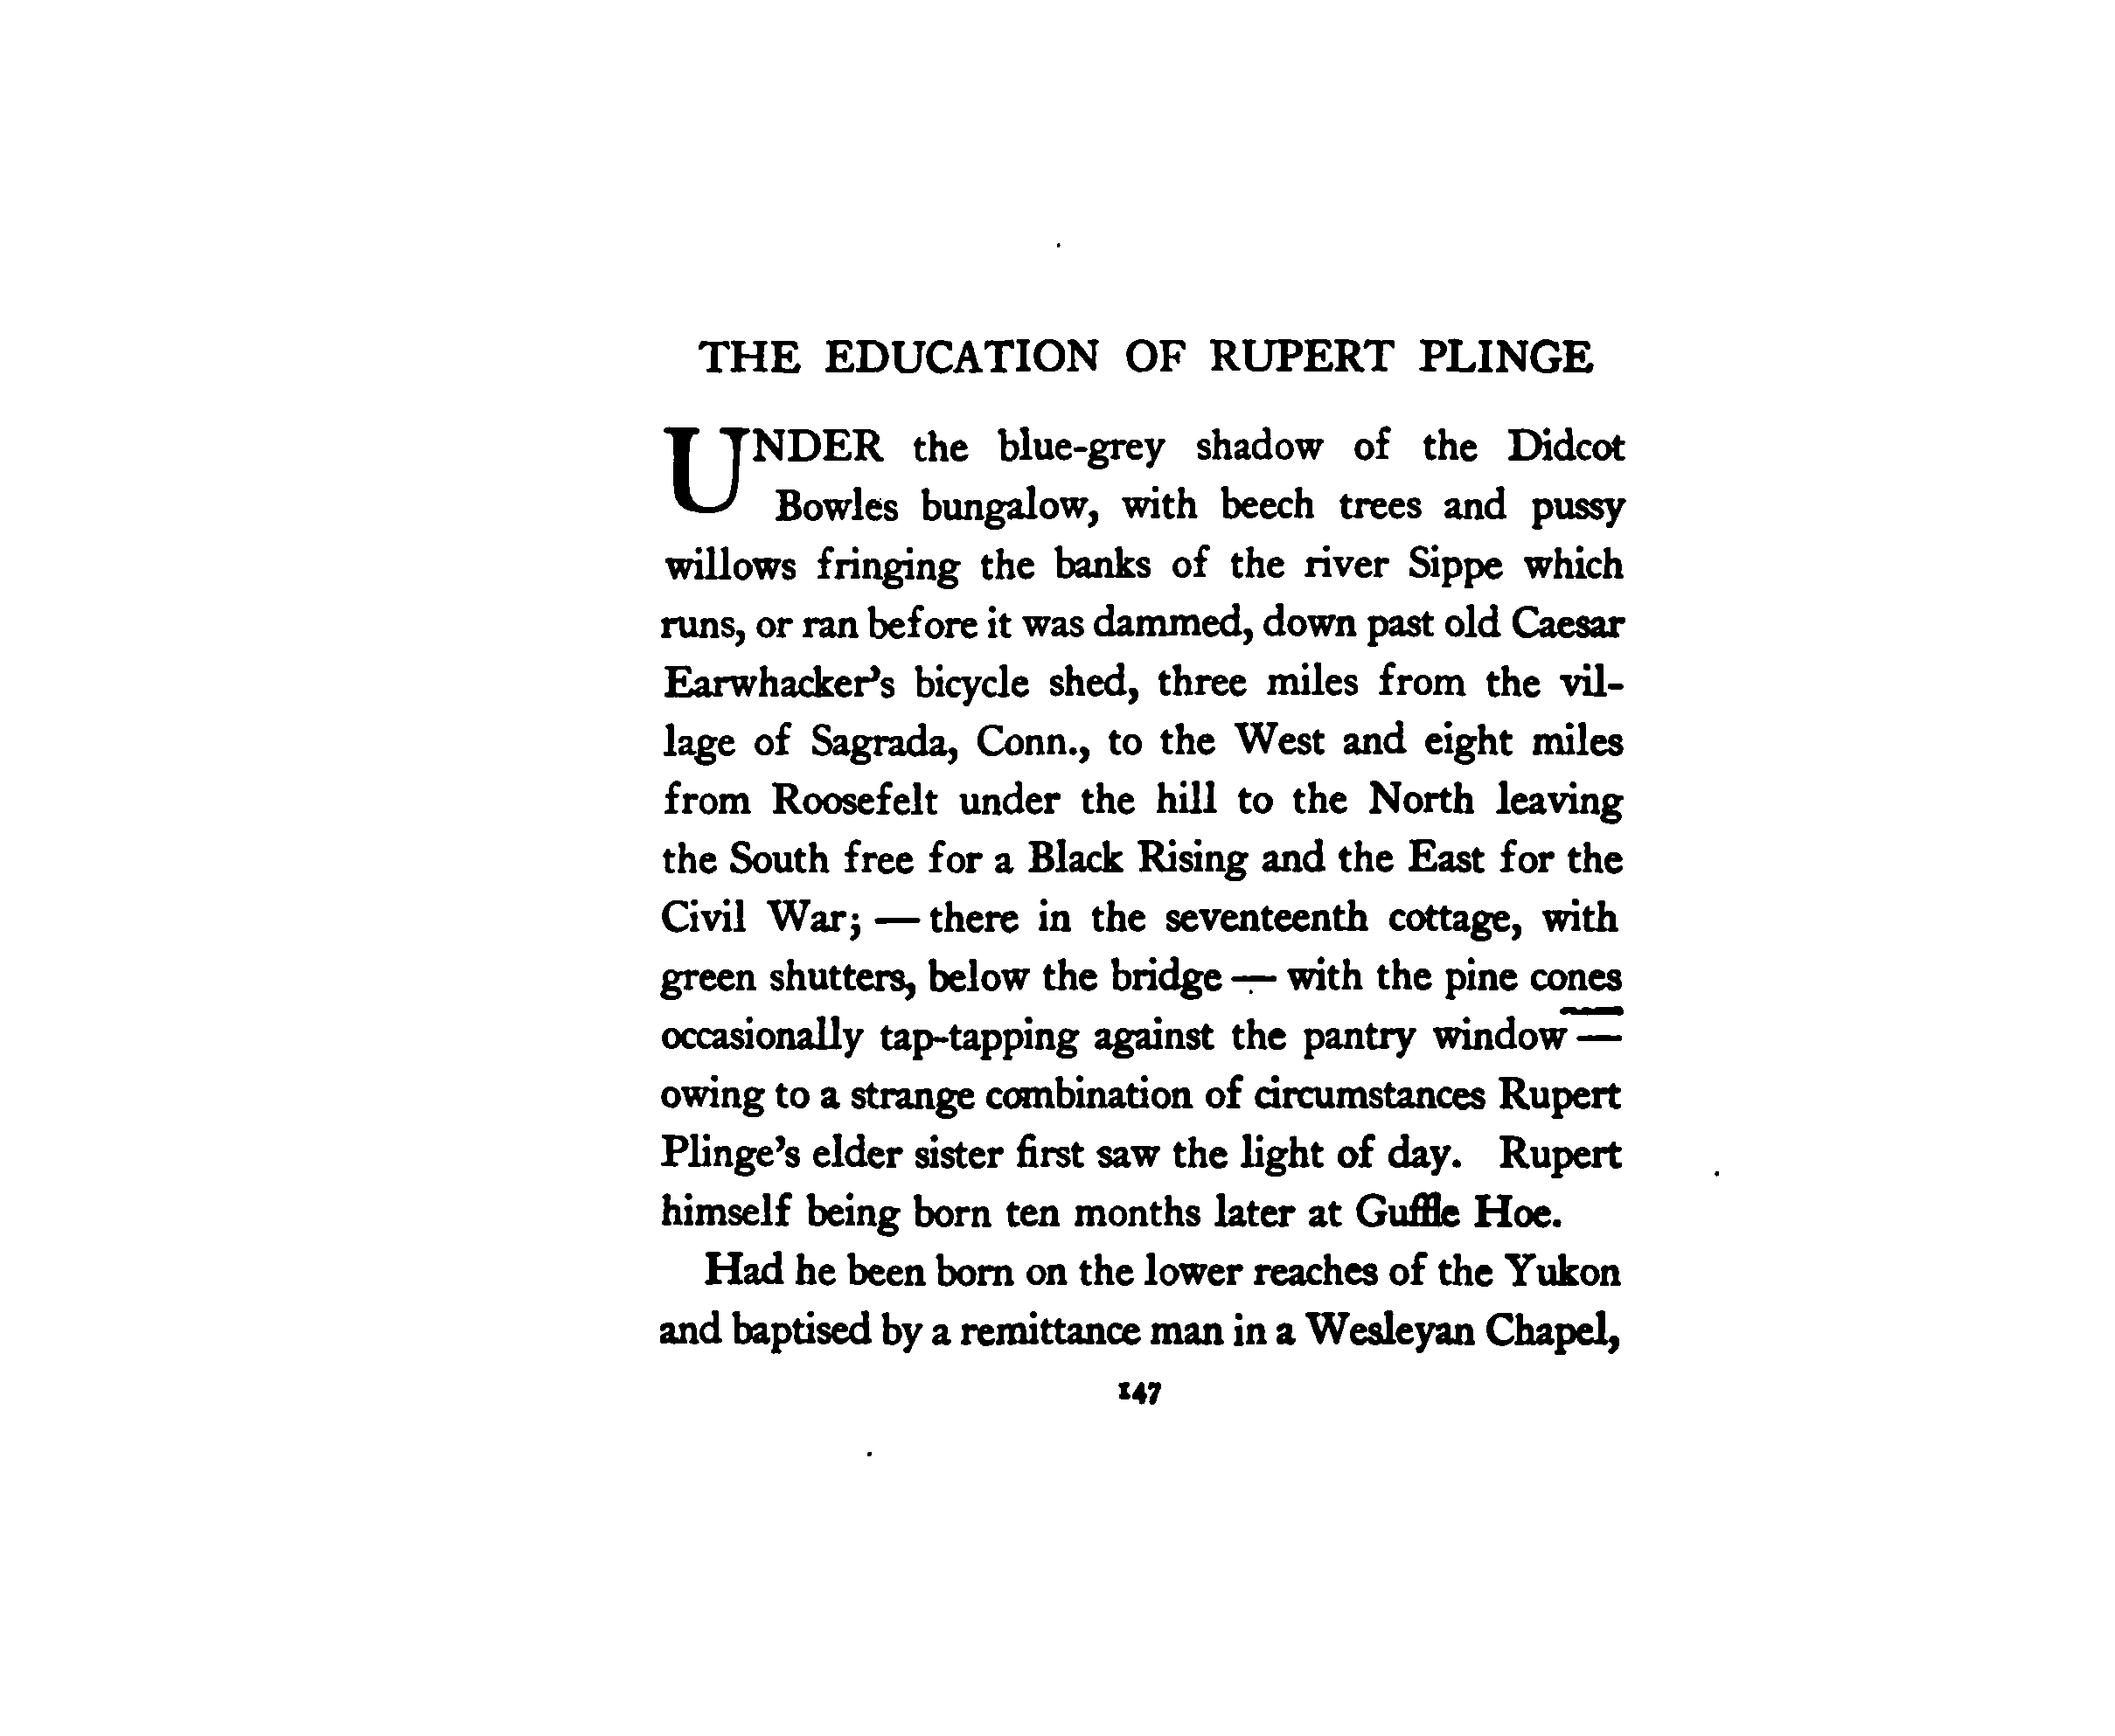 THE EDUCATION OF RUPERT PLINGE
UNDER the blue-grey shadow of the Didcot
Bowles bungalow, with beech trees and pussy
willows fringing the banks of the river Sippe which
runs, or ran before it was dammed, down past old Caesar
Earwhacker's bicycle shed, three miles from the vil-
lage of Sagrada, Conn., to the West and eight miles
from Roosefelt under the hill to the North leaving
the South free for a Black Rising and the East for the
Civil War; — there in the seventeenth cottage, with
green shutters, below the bridge — with the pine cones
occasionally tap-tapping against the pantry window —
owing to a strange combination of circumstances Rupert
Plinge's elder sister first saw the light of day. Rupert
himself being born ten months later at Guffle Hoe.
Had he been born on the lower reaches of the Yukon
and baptised by a remittance man in a Wesleyan Chapel,
147